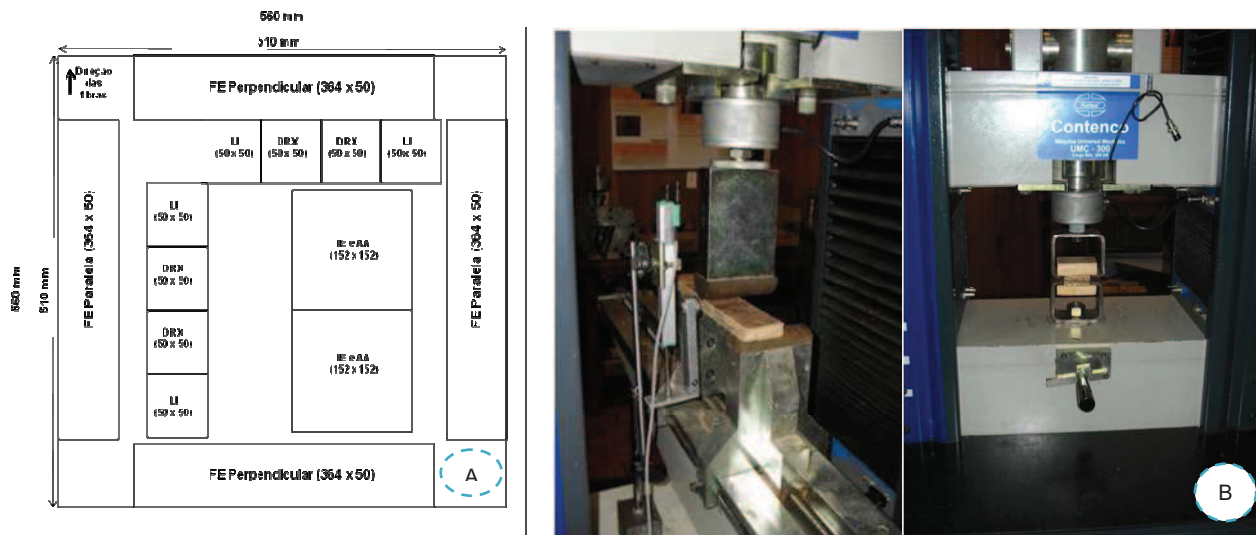 560 mm
510 mm
Direção
das
fibras
FE Perpendicular (364 x 50)
LI
(50 x 50)
DRX
(50 x 50)
DRX
(50 x 50)
LI
(50 x 50)
FE Paralela (364 x 50)
560 mm
510 mm
LI
(50 x 50)
DRX
(50 x 50)
DRX
(50 x 50)
LI
(50 x 50)
IE e AA
(152 x 152)
IE e AA
(152 x 152)
FE Paralela (364 x 50)
FE Perpendicular (364 x 50)
A
Contenco
UMC - 300
B